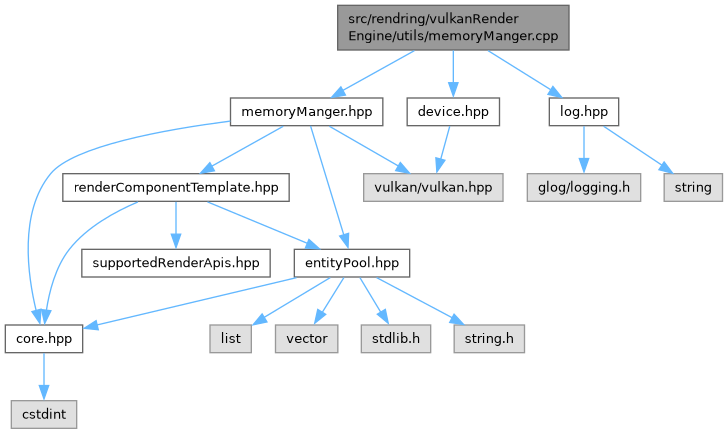 src/rendring/vulkanRender
Engine/utils/memoryManger.cpp
memoryManger.hpp
device.hpp
log.hpp
renderComponentTemplate.hpp
vulkan/vulkan.hpp
glog/logging.h
string
supportedRenderApis.hpp
entityPool.hpp
core.hpp
list
vector
stdlib.h
string.h
cstdint